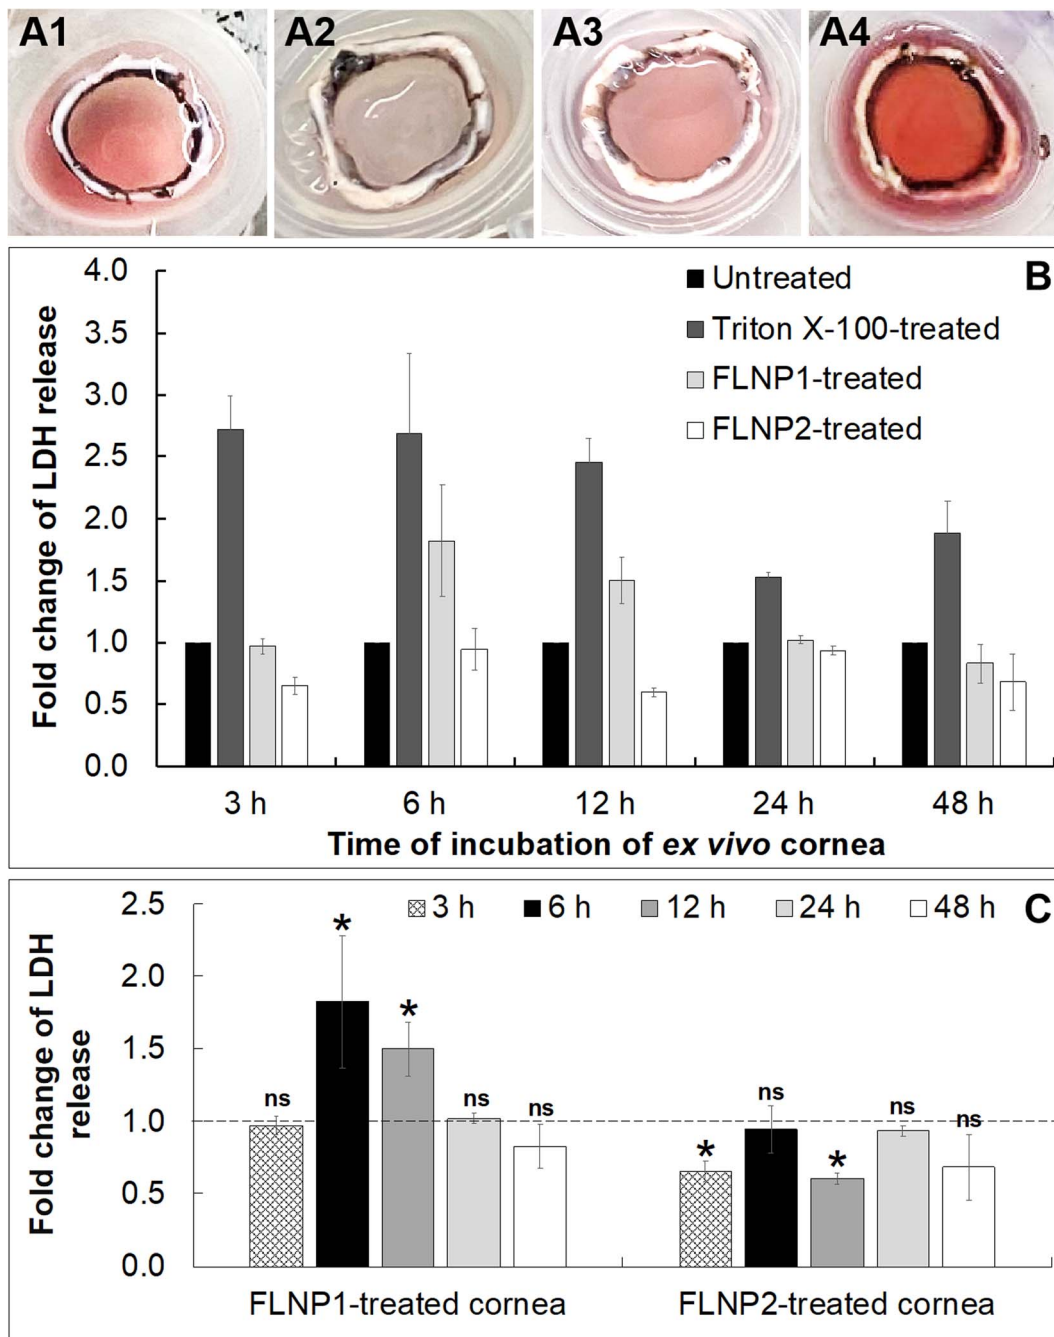 A1 A2 A3 A4
B
4.0
3.5
3.0
2.5
2.0
1.5
1.0
0.5
0.0
Fold change of LDH release
Untreated
Triton X-100-treated
FLNP1-treated
FLNP2-treated
3 h 6 h 12 h 24 h 48 h
Time of incubation of ex vivo cornea
C
2.5
2.0
1.5
1.0
0.5
0.0
Fold change of LDH
release
3 h 6 h 12 h 24 h 48 h
ns * * ns ns
* ns * ns ns
FLNP1-treated cornea FLNP2-treated cornea